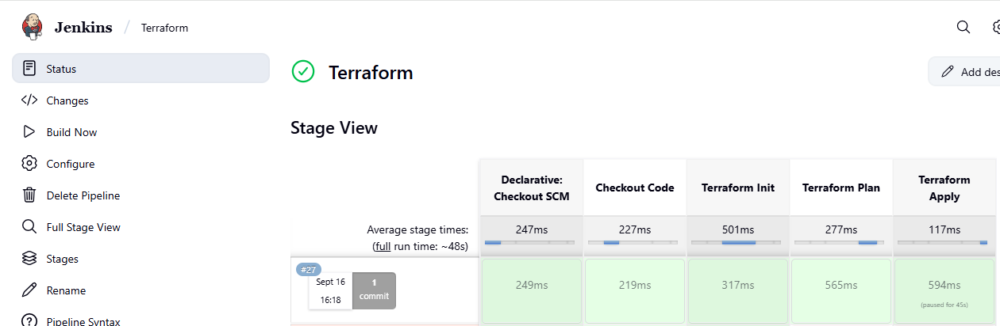 Jenkins / Terraform
Status
Changes
Build Now
Configure
Delete Pipeline
Full Stage View
Stages
Rename
Pipeline Syntax
Terraform
Add des
Stage View
Declarative:
Checkout SCM
Checkout Code
Terraform Init
Terraform Plan
Terraform
Apply
Average stage times:
(full run time: ~48s)
247ms
227ms
501ms
277ms
117ms
#27
Sept 16
16:18
1
commit
249ms
219ms
317ms
565ms
594ms
(paused for 45s)